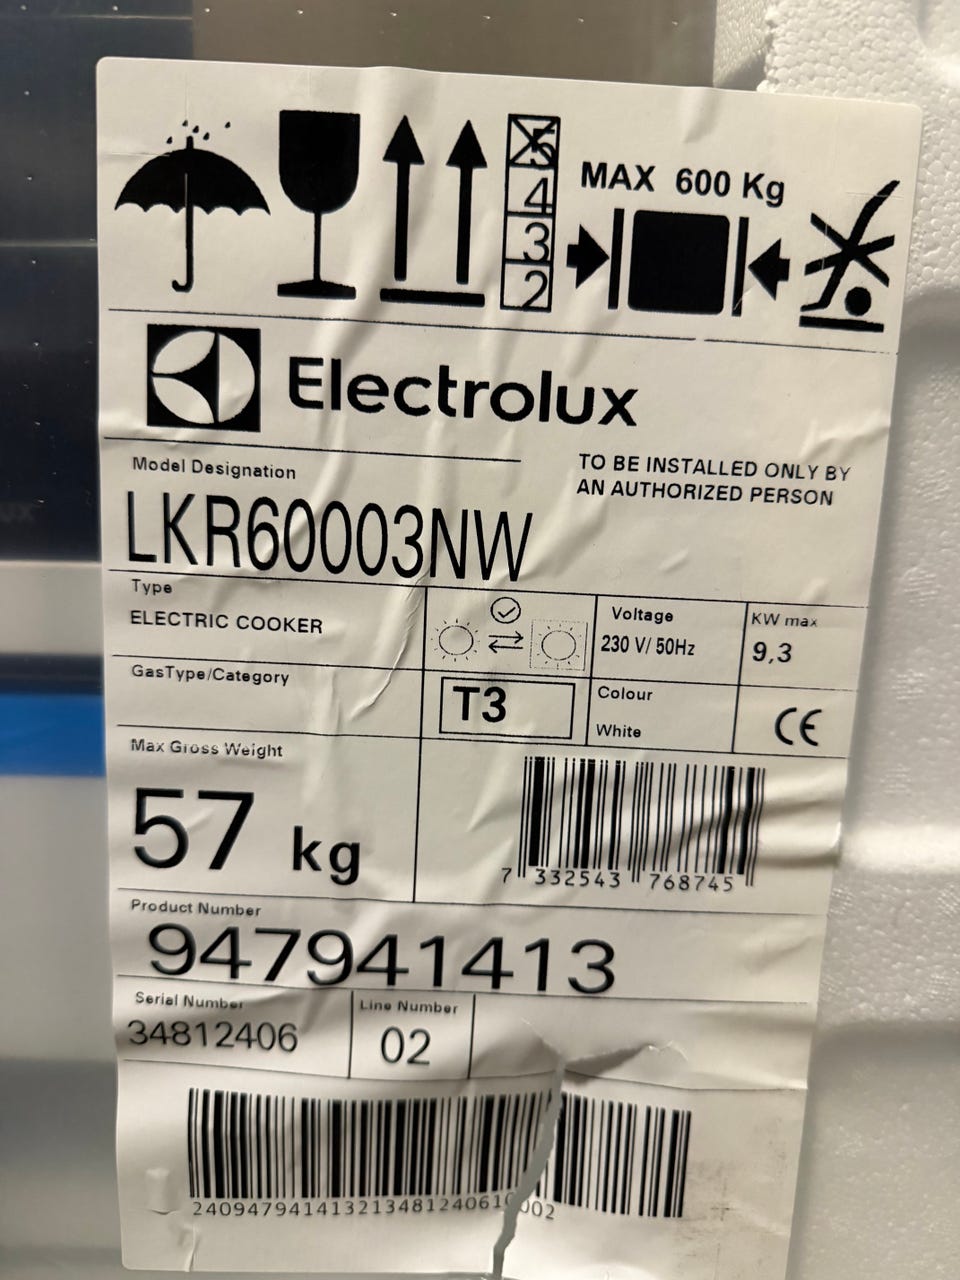 5
4
3
2
MAX 600 Kg
Electrolux
Model Designation
TO BE INSTALLED ONLY BY
AN AUTHORIZED PERSON
LKR60003NW
Type
ELECTRIC COOKER
Voltage
230 V/ 50Hz
KW max
9,3
GasType/Category
T3
Colour
White
CE
Max Gross Weight
57 kg
7 332543 768745
Product Number
947941413
Serial Number
34812406
Line Number
02